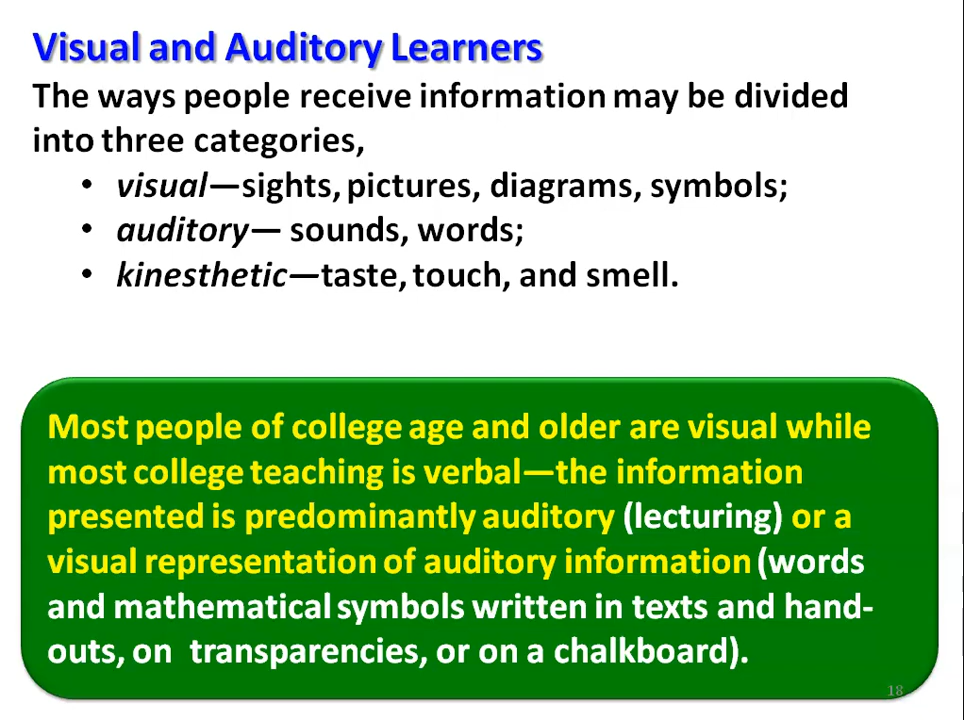 Visual and Auditory Learners
The ways people receive information may be divided
into three categories,
• visual—sights, pictures, diagrams, symbols;
• auditory— sounds, words;
• kinesthetic—taste, touch, and smell.
Most people of college age and older are visual while
most college teaching is verbal—the information
presented is predominantly auditory (lecturing) or a
visual representation of auditory information (words
and mathematical symbols written in texts and hand-
outs, on  transparencies, or on a chalkboard).
18